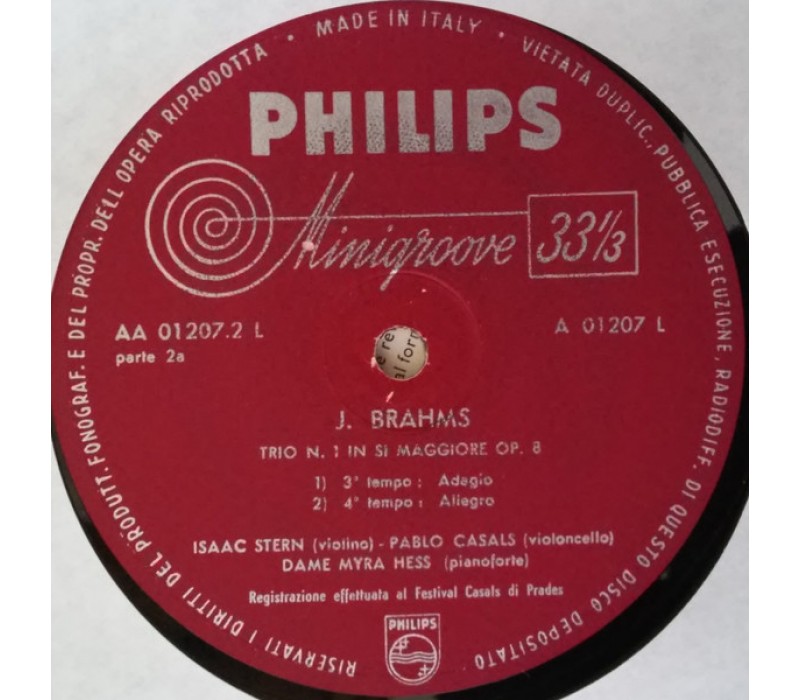 MADE IN ITALY • VIETATA DUPLIC., PUBBLICA ESECUZIONE, RADIODIFF. DI QUESTO DISCO DEPOSITATO • RISERVATI I DIRITTI DEL PRODUTT. FONOGRAF. E DEL PROPR. DELL OPERA RIPRODOTTA •
PHILIPS
Minigroove 33 1/3
AA 01207.2 L
A 01207 L
parte 2a
J. BRAHMS
TRIO N. 1 IN SI MAGGIORE OP. 8
1) 3° tempo: Adagio
2) 4° tempo: Allegro
ISAAC STERN (violino) - PABLO CASALS (violoncello)
DAME MYRA HESS (pianoforte)
Registrazione effettuata al Festival Casals di Prades
PHILIPS